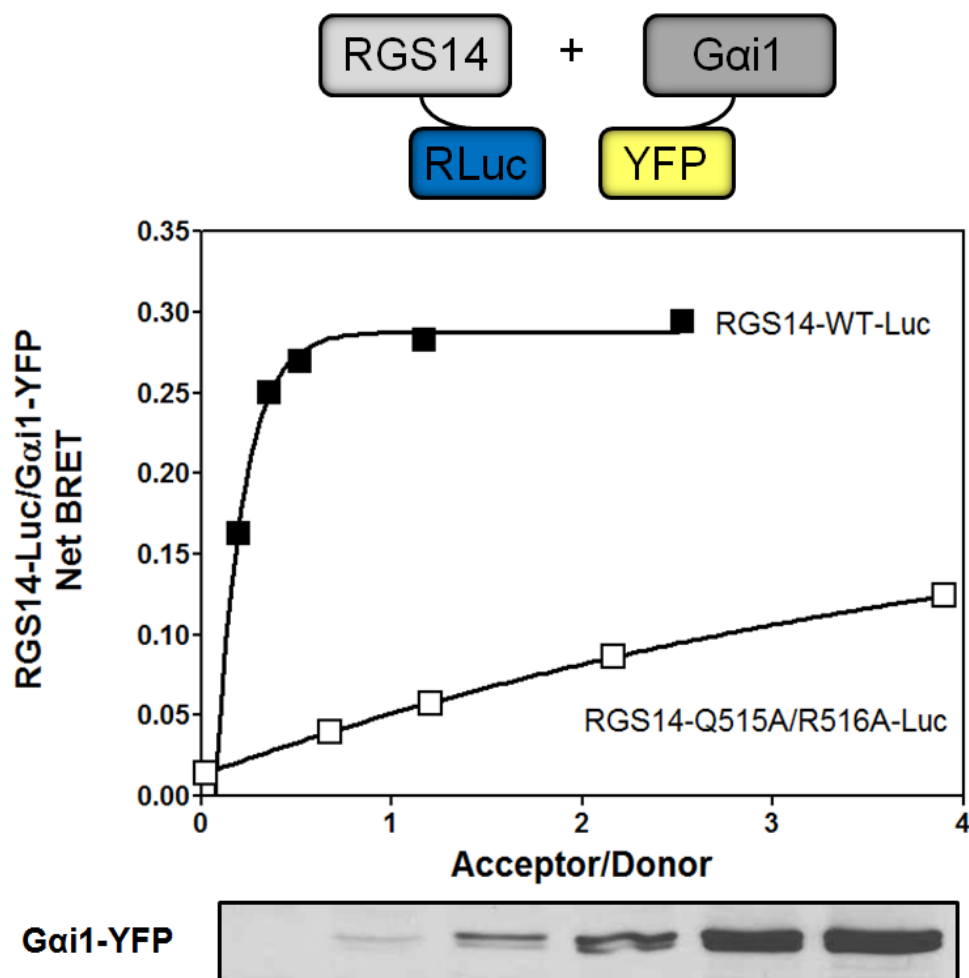 RGS14 + Gαi1
RLuc YFP
RGS14-Luc/Gαi1-YFP
Net BRET
0.35
0.30
0.25
0.20
0.15
0.10
0.05
0.00
RGS14-WT-Luc
RGS14-Q515A/R516A-Luc
0 1 2 3 4
Acceptor/Donor
Gαi1-YFP